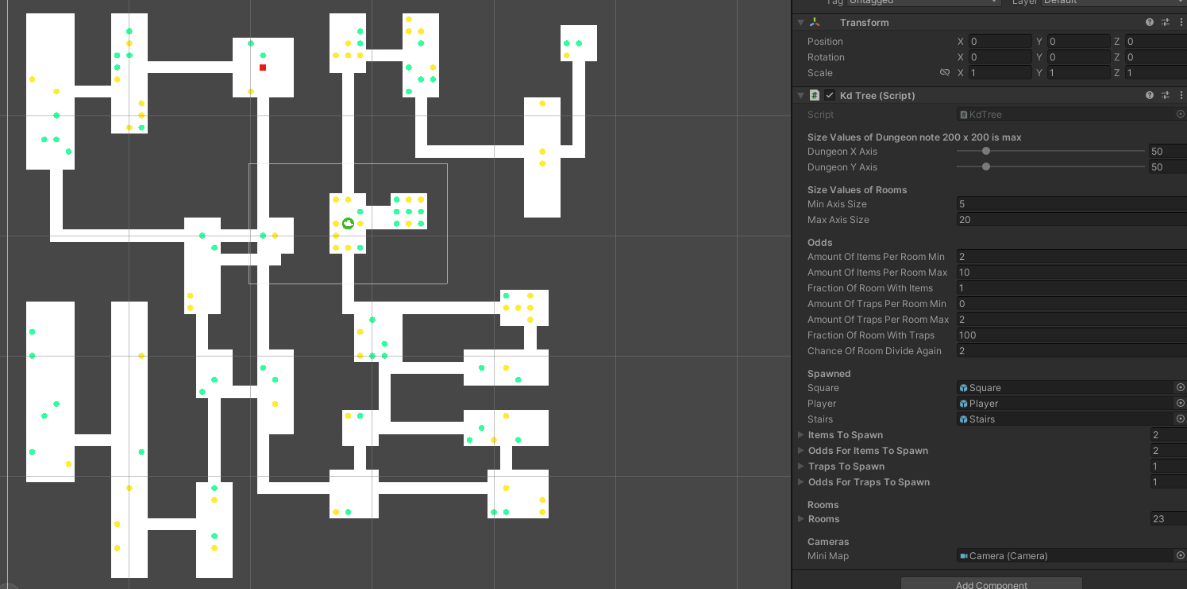 Tag Untagged Layer Default
Transform
Position X 0 Y 0 Z 0
Rotation X 0 Y 0 Z 0
Scale X 1 Y 1 Z 1
Kd Tree (Script)
Script KdTree
Size Values of Dungeon note 200 x 200 is max
Dungeon X Axis 50
Dungeon Y Axis 50
Size Values of Rooms
Min Axis Size 5
Max Axis Size 20
Odds
Amount Of Items Per Room Min 2
Amount Of Items Per Room Max 10
Fraction Of Room With Items 1
Amount Of Traps Per Room Min 0
Amount Of Traps Per Room Max 2
Fraction Of Room With Traps 100
Chance Of Room Divide Again 2
Spawned
Square Square
Player Player
Stairs Stairs
Items To Spawn 2
Odds For Items To Spawn 2
Traps To Spawn 1
Odds For Traps To Spawn 1
Rooms
Rooms 23
Cameras
Mini Map Camera (Camera)
Add Component